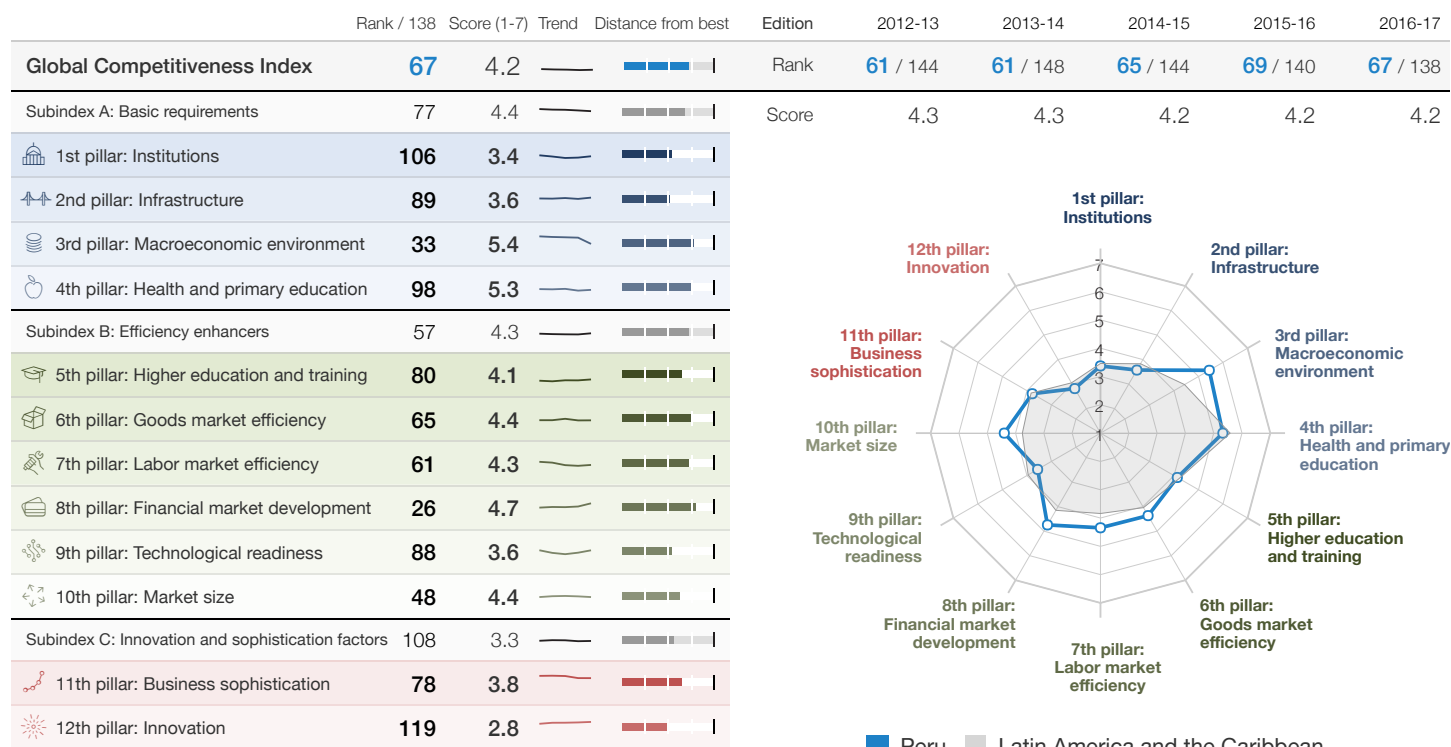 Rank / 138 Score (1-7) Trend Distance from best
Global Competitiveness Index 67 4.2
Subindex A: Basic requirements 77 4.4
1st pillar: Institutions 106 3.4
2nd pillar: Infrastructure 89 3.6
3rd pillar: Macroeconomic environment 33 5.4
4th pillar: Health and primary education 98 5.3
Subindex B: Efficiency enhancers 57 4.3
5th pillar: Higher education and training 80 4.1
6th pillar: Goods market efficiency 65 4.4
7th pillar: Labor market efficiency 61 4.3
8th pillar: Financial market development 26 4.7
9th pillar: Technological readiness 88 3.6
10th pillar: Market size 48 4.4
Subindex C: Innovation and sophistication factors 108 3.3
11th pillar: Business sophistication 78 3.8
12th pillar: Innovation 119 2.8
Edition 2012-13 2013-14 2014-15 2015-16 2016-17
Rank 61 / 144 61 / 148 65 / 144 69 / 140 67 / 138
Score 4.3 4.3 4.2 4.2 4.2
1st pillar:
Institutions
2nd pillar:
Infrastructure
3rd pillar:
Macroeconomic
environment
4th pillar:
Health and primary
education
5th pillar:
Higher education
and training
6th pillar:
Goods market
efficiency
7th pillar:
Labor market
efficiency
8th pillar:
Financial market
development
9th pillar:
Technological
readiness
10th pillar:
Market size
11th pillar:
Business
sophistication
12th pillar:
Innovation
7
6
5
4
3
2
1
Peru Latin America and the Caribbean